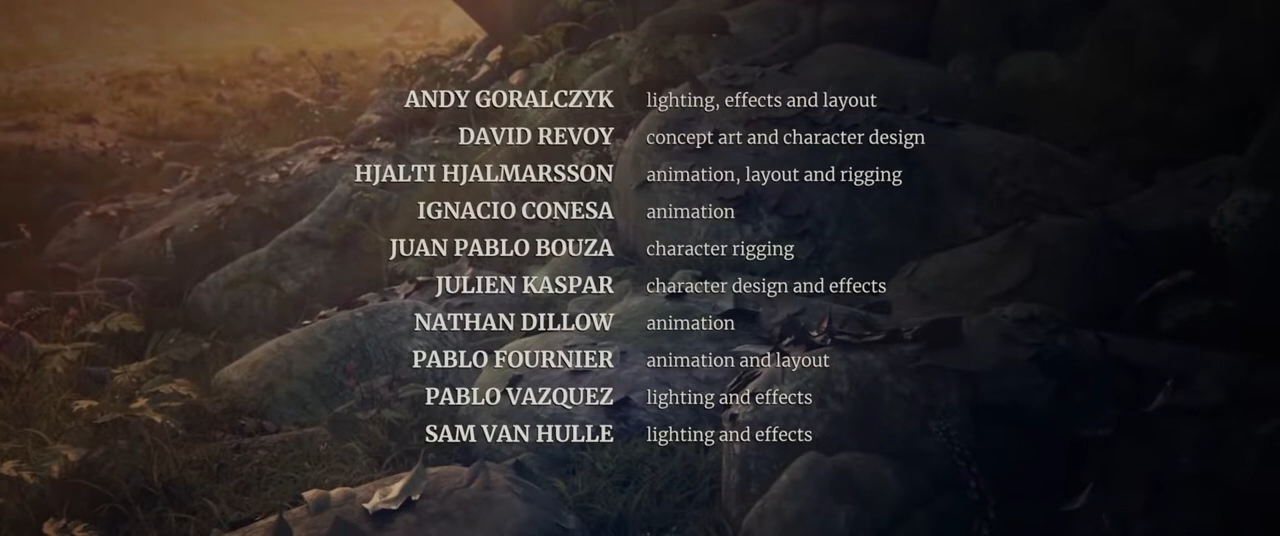 ANDY GORALCZYK lighting, effects and layout
DAVID REVOY concept art and character design
HJALTI HJALMARSSON animation, layout and rigging
IGNACIO CONESA animation
JUAN PABLO BOUZA character rigging
JULIEN KASPAR character design and effects
NATHAN DILLOW animation
PABLO FOURNIER animation and layout
PABLO VAZQUEZ lighting and effects
SAM VAN HULLE lighting and effects